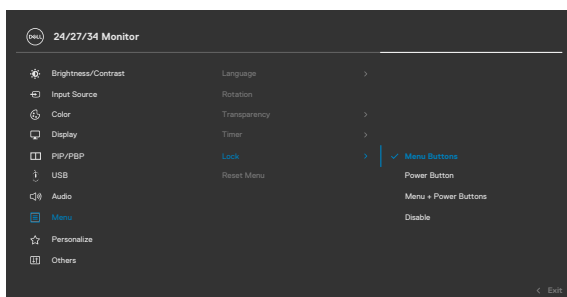 DELL 24/27/34 Monitor
Brightness/Contrast Language >
Input Source Rotation
Color Transparency >
Display Timer >
PIP/PBP Lock > ✓ Menu Buttons
USB Reset Menu Power Button
Audio Menu + Power Buttons
Menu Disable
Personalize
Others
< Exit